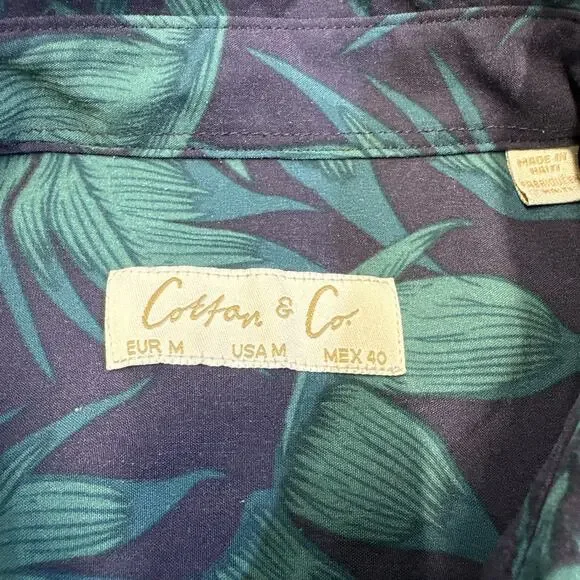 MADE IN
HAITI
Cotton & Co.
EUR M USA M MEX 40